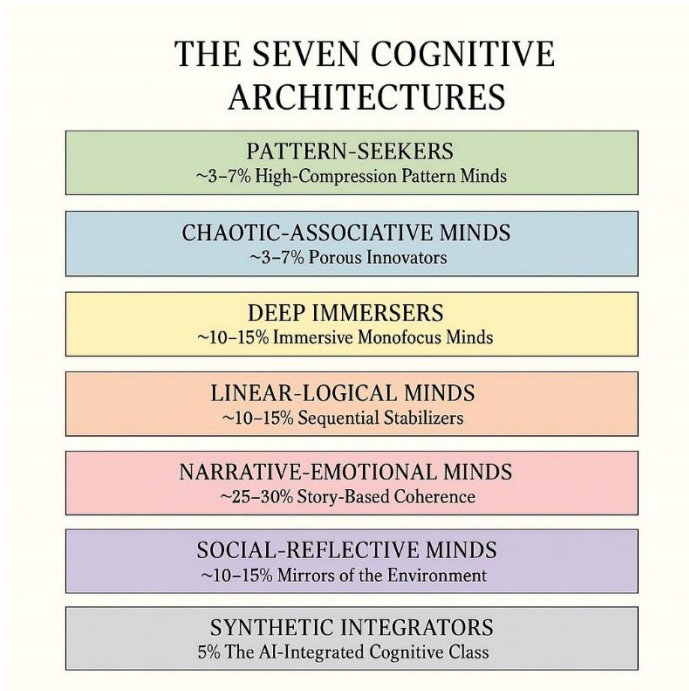 THE SEVEN COGNITIVE
ARCHITECTURES
PATTERN-SEEKERS
~3–7% High-Compression Pattern Minds
CHAOTIC-ASSOCIATIVE MINDS
~3–7% Porous Innovators
DEEP IMMERSERS
~10–15% Immersive Monofocus Minds
LINEAR-LOGICAL MINDS
~10–15% Sequential Stabilizers
NARRATIVE-EMOTIONAL MINDS
~25–30% Story-Based Coherence
SOCIAL-REFLECTIVE MINDS
~10–15% Mirrors of the Environment
SYNTHETIC INTEGRATORS
5% The AI-Integrated Cognitive Class